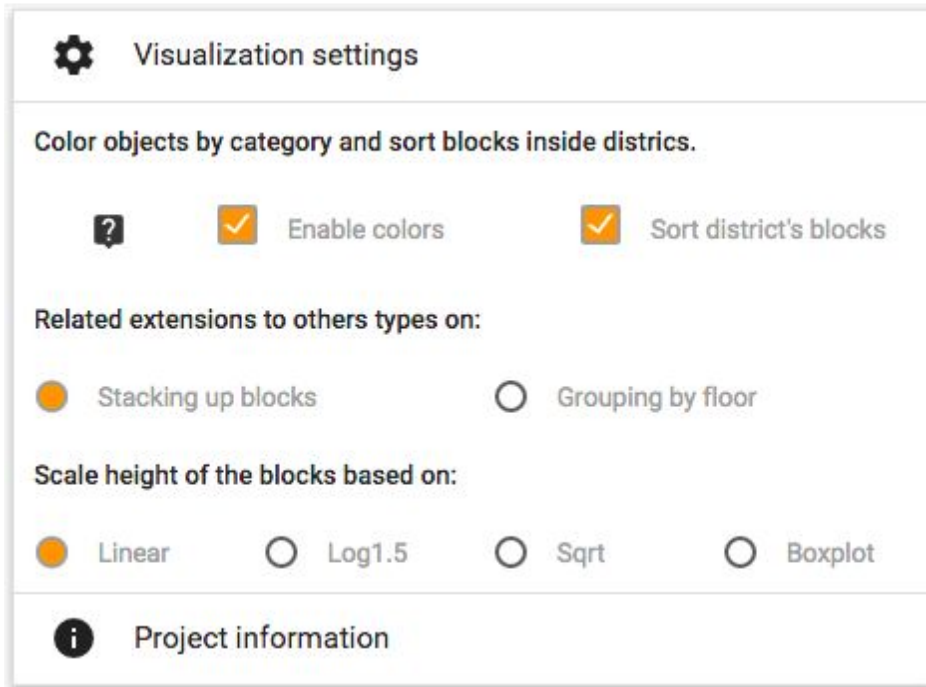 Visualization settings
Color objects by category and sort blocks inside districs.
? Enable colors Sort district's blocks
Related extensions to others types on:
Stacking up blocks Grouping by floor
Scale height of the blocks based on:
Linear Log1.5 Sqrt Boxplot
i Project information